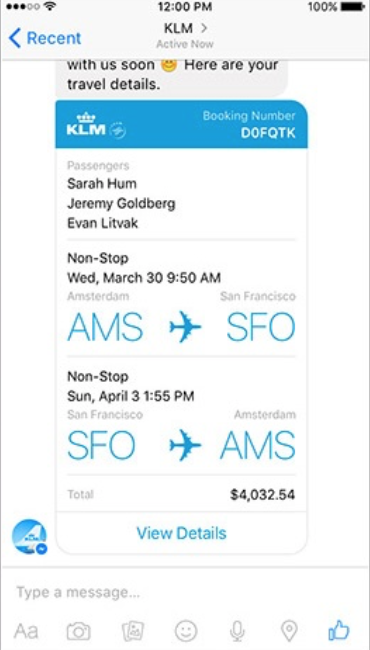 12:00 PM
100%
Recent
KLM
Active Now
with us soon 😊 Here are your
travel details.
KLM
Booking Number
D0FQTK
Passengers
Sarah Hum
Jeremy Goldberg
Evan Litvak
Non-Stop
Wed, March 30 9:50 AM
Amsterdam San Francisco
AMS SFO
Non-Stop
Sun, April 3 1:55 PM
San Francisco Amsterdam
SFO AMS
Total $4,032.54
View Details
Type a message...
Aa